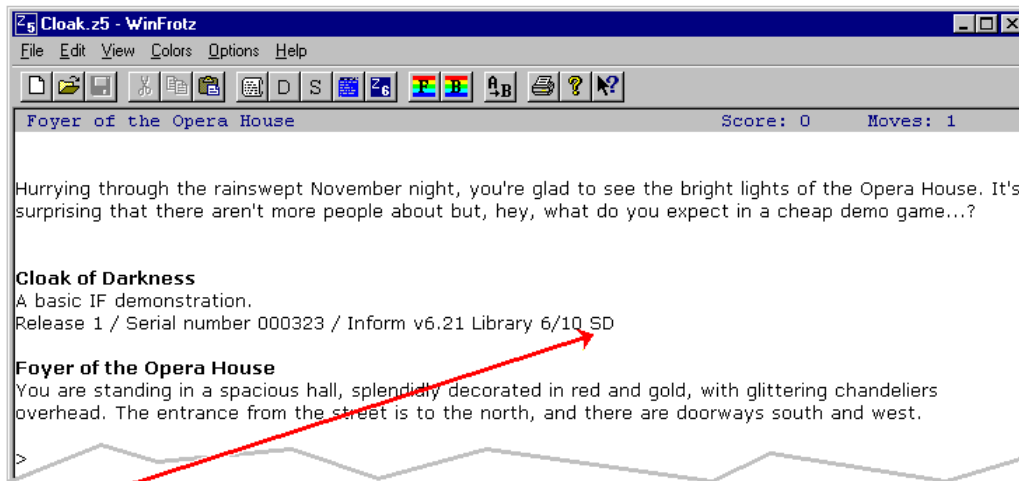 Z5 Cloak.z5 - WinFrotz
File Edit View Colors Options Help
D S Z6 F B A B ? ?
Foyer of the Opera House Score: 0 Moves: 1
Hurrying through the rainswept November night, you're glad to see the bright lights of the Opera House. It's
surprising that there aren't more people about but, hey, what do you expect in a cheap demo game...?
Cloak of Darkness
A basic IF demonstration.
Release 1 / Serial number 000323 / Inform v6.21 Library 6/10 SD
Foyer of the Opera House
You are standing in a spacious hall, splendidly decorated in red and gold, with glittering chandeliers
overhead. The entrance from the street is to the north, and there are doorways south and west.
>